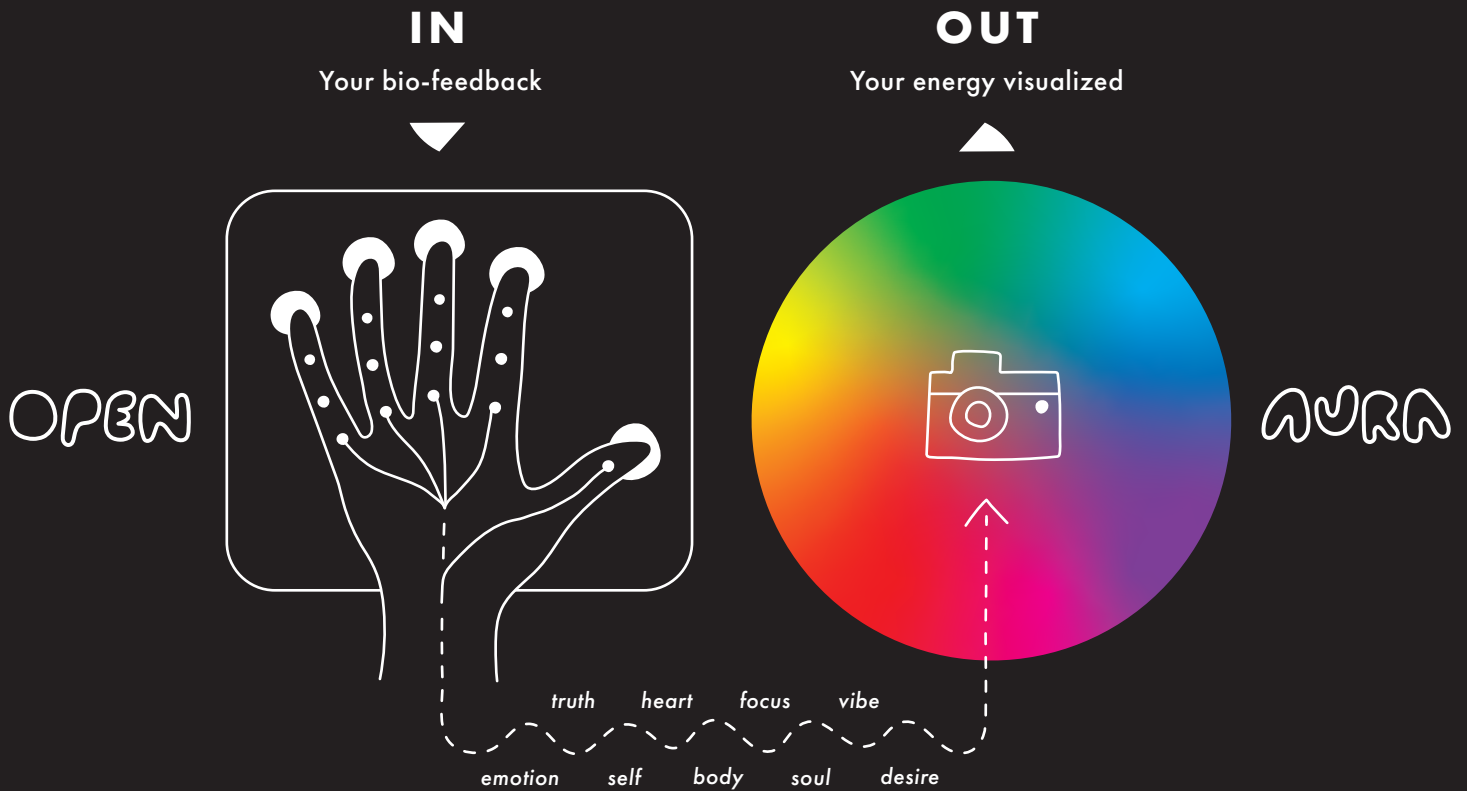 IN
Your bio-feedback
OUT
Your energy visualized
OPEN
AURA
truth heart focus vibe
emotion self body soul desire